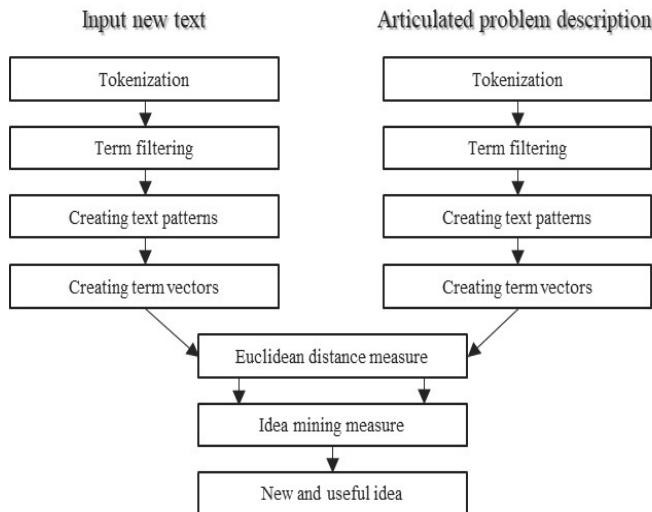 Input new text
Articulated problem description
Tokenization
Tokenization
Term filtering
Term filtering
Creating text patterns
Creating text patterns
Creating term vectors
Creating term vectors
Euclidean distance measure
Idea mining measure
New and useful idea